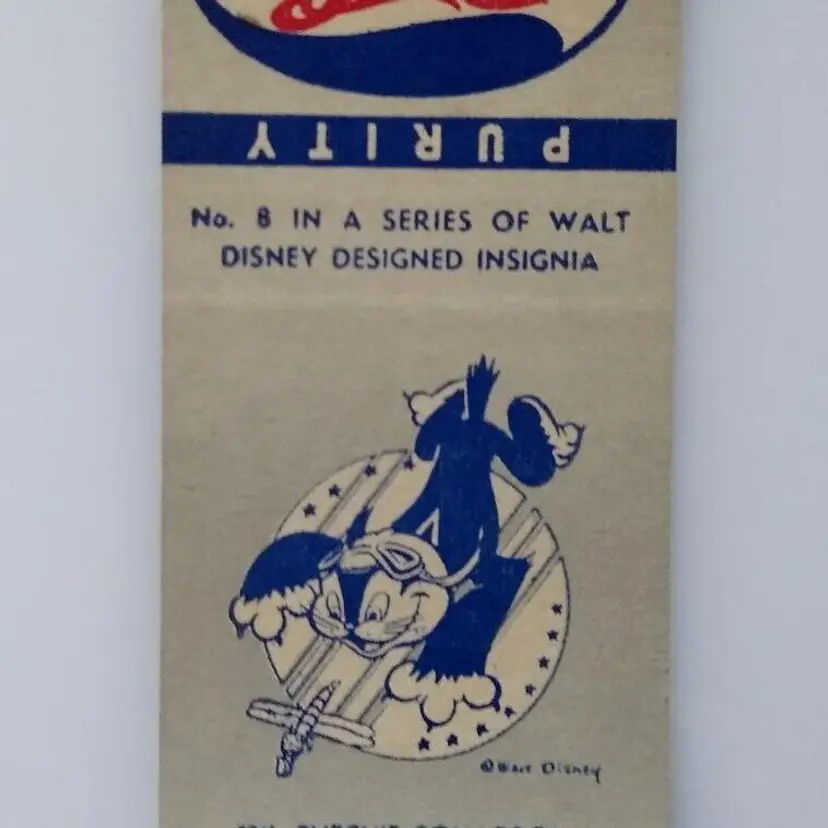 PURITY
No. 8 IN A SERIES OF WALT
DISNEY DESIGNED INSIGNIA
© WALT DISNEY